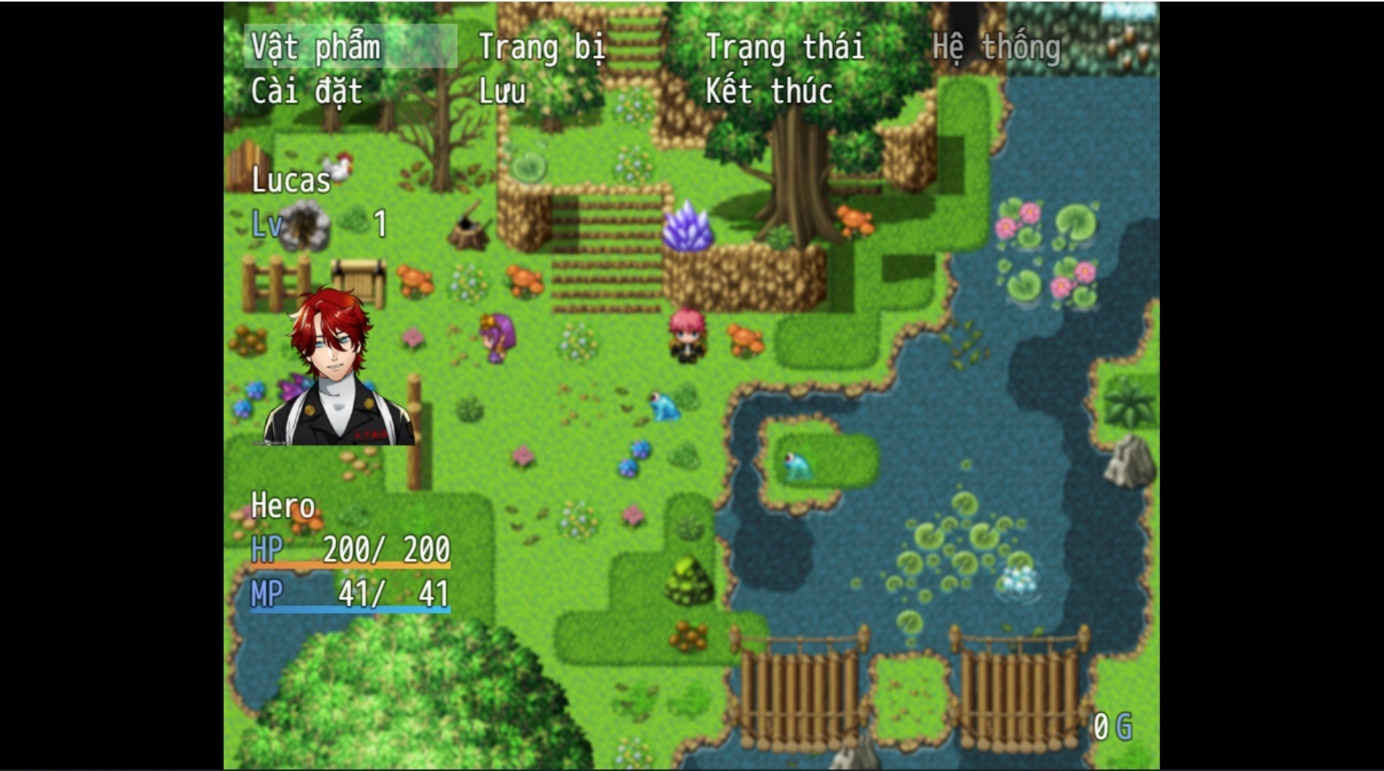 Vật phẩm Trang bị Trạng thái Hệ thống
Cài đặt Lưu Kết thúc
Lucas
Lv 1
Hero
HP 200/ 200
MP 41/ 41
0 G